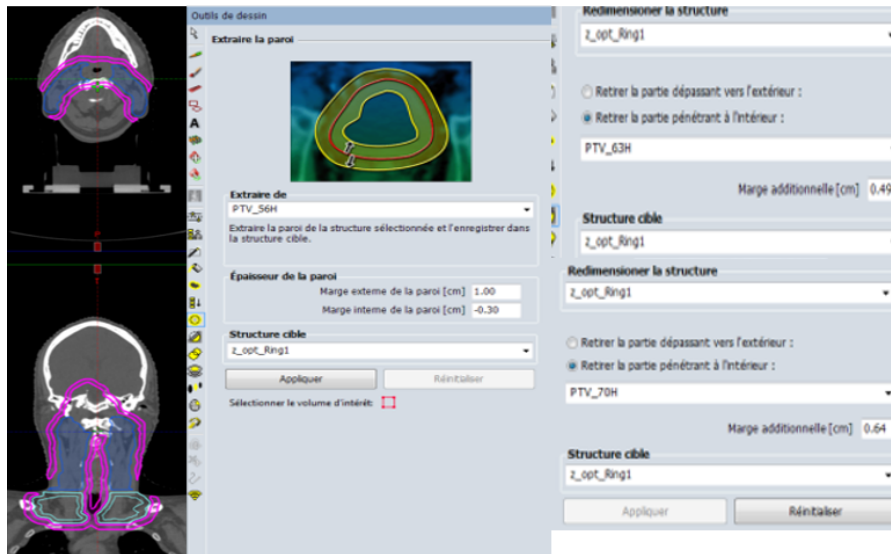 Outils de dessin
Extraire la paroi
A
Extraire de
PTV_56H
Extraire la paroi de la structure sélectionnée et l'enregistrer dans
la structure cible.
Épaisseur de la paroi
Marge externe de la paroi [cm] 1.00
Marge interne de la paroi [cm] -0.30
Structure cible
z_opt_Ring1
Appliquer Réinitialiser
Sélectionner le volume d'intérêt:
Redimensioner la structure
z_opt_Ring1
Retirer la partie dépassant vers l'extérieur :
Retirer la partie pénétrant à l'intérieur :
PTV_63H
Marge additionnelle [cm] 0.49
Structure cible
z_opt_Ring1
Redimensioner la structure
z_opt_Ring1
Retirer la partie dépassant vers l'extérieur :
Retirer la partie pénétrant à l'intérieur :
PTV_70H
Marge additionnelle [cm] 0.64
Structure cible
z_opt_Ring1
Appliquer Réinitialiser